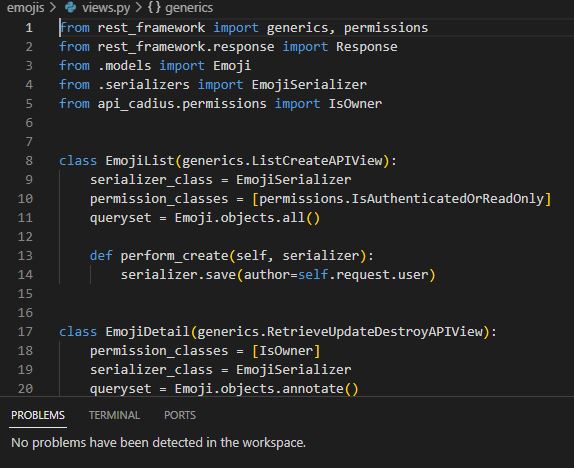 emojis > views.py > {} generics
1 from rest_framework import generics, permissions
2 from rest_framework.response import Response
3 from .models import Emoji
4 from .serializers import EmojiSerializer
5 from api_cadius.permissions import IsOwner
6
7
8 class EmojiList(generics.ListCreateAPIView):
9     serializer_class = EmojiSerializer
10     permission_classes = [permissions.IsAuthenticatedOrReadOnly]
11     queryset = Emoji.objects.all()
12
13     def perform_create(self, serializer):
14         serializer.save(author=self.request.user)
15
16
17 class EmojiDetail(generics.RetrieveUpdateDestroyAPIView):
18     permission_classes = [IsOwner]
19     serializer_class = EmojiSerializer
20     queryset = Emoji.objects.annotate()
PROBLEMS TERMINAL PORTS
No problems have been detected in the workspace.